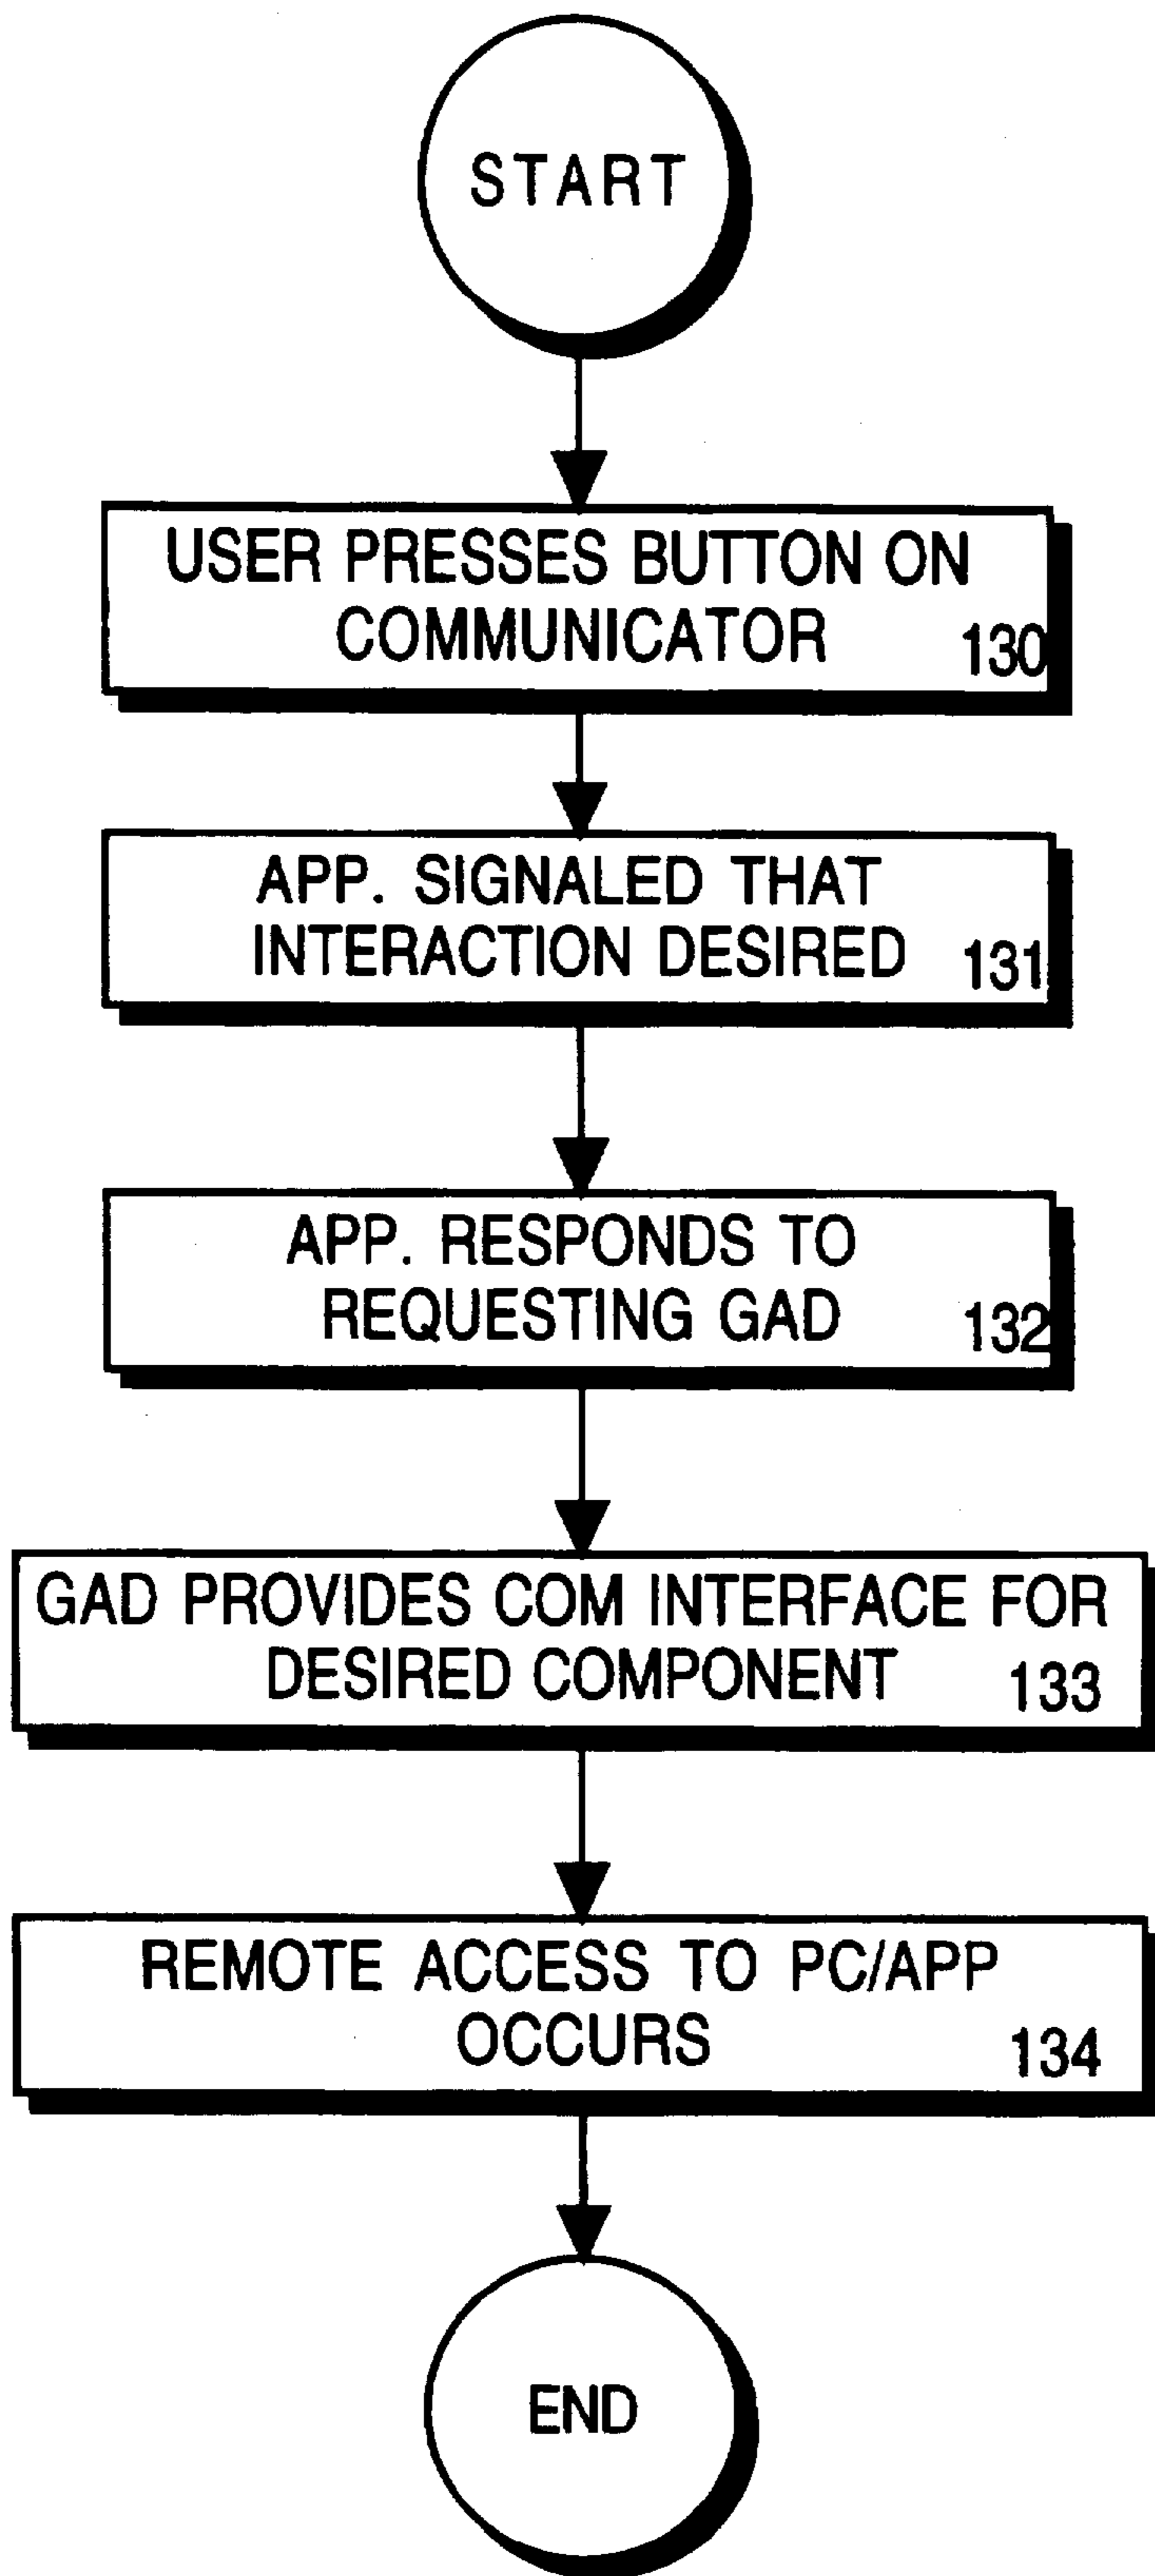 START
USER PRESSES BUTTON ON
COMMUNICATOR 130
APP. SIGNALED THAT
INTERACTION DESIRED 131
APP. RESPONDS TO
REQUESTING GAD 132
GAD PROVIDES COM INTERFACE FOR
DESIRED COMPONENT 133
REMOTE ACCESS TO PC/APP
OCCURS 134
END